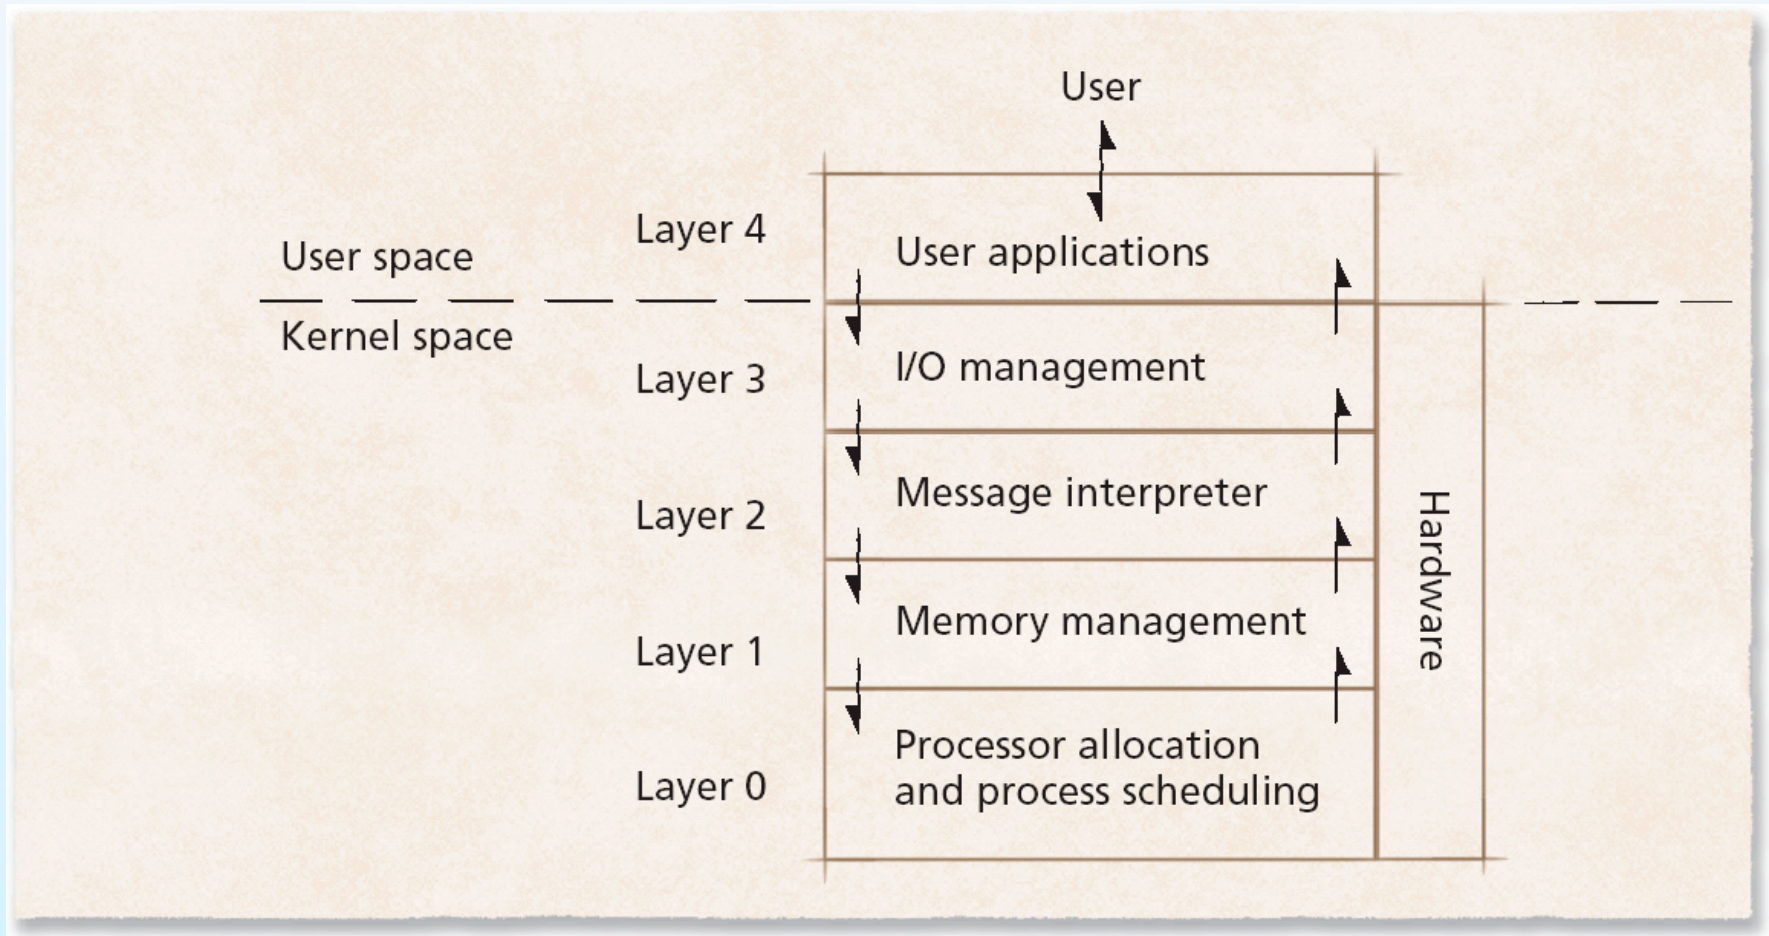 User
Layer 4
User space
User applications
Kernel space
I/O management
Layer 3
Message interpreter
Layer 2
Hardware
Memory management
Layer 1
Processor allocation
and process scheduling
Layer 0